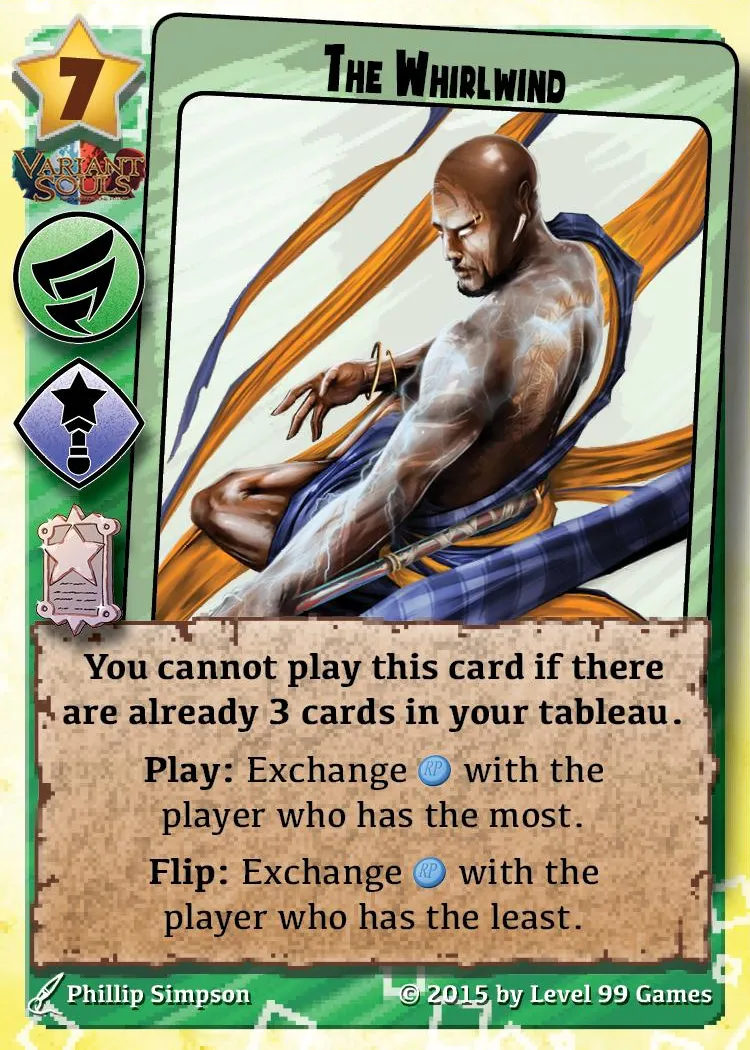 7
The Whirlwind
Variant
Souls
You cannot play this card if there
are already 3 cards in your tableau.
Play: Exchange RP with the
player who has the most.
Flip: Exchange RP with the
player who has the least.
Phillip Simpson
© 2015 by Level 99 Games